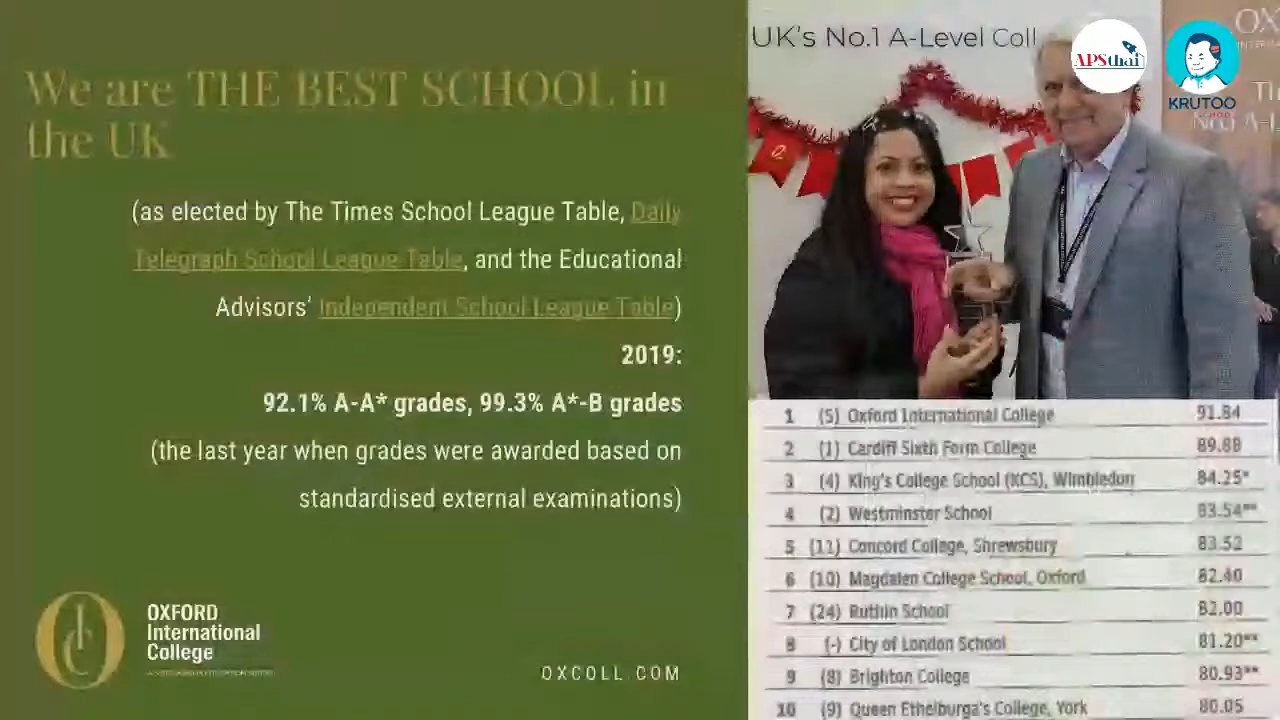 We are THE BEST SCHOOL in
the UK
(as elected by The Times School League Table, Daily
Telegraph School League Table, and the Educational
Advisors’ Independent School League Table)
2019:
92.1% A-A* grades, 99.3% A*-B grades
(the last year when grades were awarded based on
standardised external examinations)
OXFORD
International
College
OXCOLL.COM
UK's No.1 A-Level Coll
APSthai
KRUTOO
SCHOOL
OX
Th
No.1 A-L
1 (5) Oxford International College 91.84
2 (1) Cardiff Sixth Form College 89.88
3 (4) King's College School (KCS), Wimbledon 84.25*
4 (2) Westminster School 83.54**
5 (11) Concord College, Shrewsbury 83.52
6 (10) Magdalen College School, Oxford 82.40
7 (24) Ruthin School 82.00
8 (-) City of London School 81.20**
9 (8) Brighton College 80.93**
10 (9) Queen Ethelburga's College, York 80.05